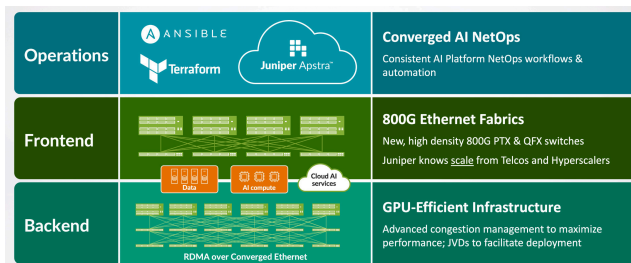 Operations
ANSIBLE
Terraform
Juniper Apstra™
Converged AI NetOps
Consistent AI Platform NetOps workflows &
automation
Frontend
800G Ethernet Fabrics
New, high density 800G PTX & QFX switches
Juniper knows scale from Telcos and Hyperscalers
Data
AI compute
Cloud AI
services
Backend
RDMA over Converged Ethernet
GPU-Efficient Infrastructure
Advanced congestion management to maximize
performance; JVDs to facilitate deployment